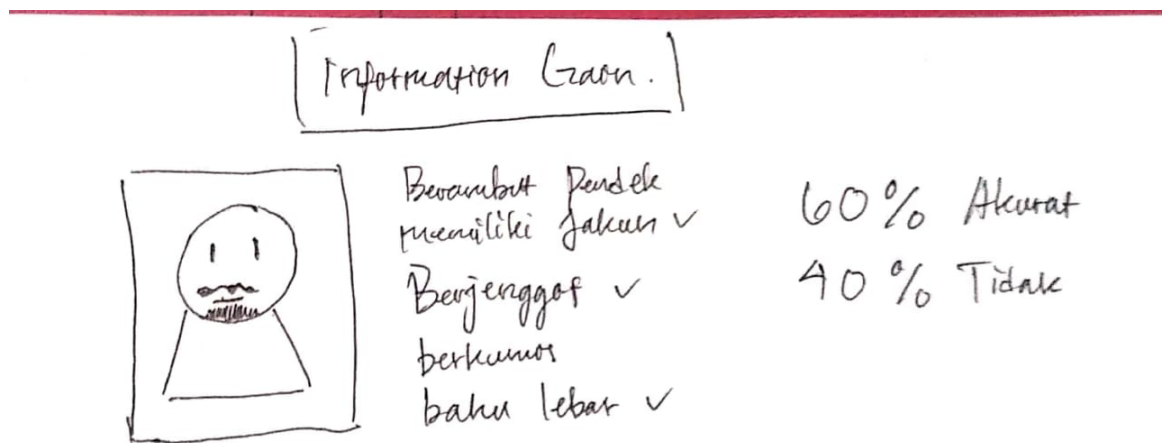 Information Gaon.
Berambut Pendek
memiliki Jakun ✓
Berjenggot ✓
berkumis
bahu lebar ✓
60% Akurat
40% Tidak